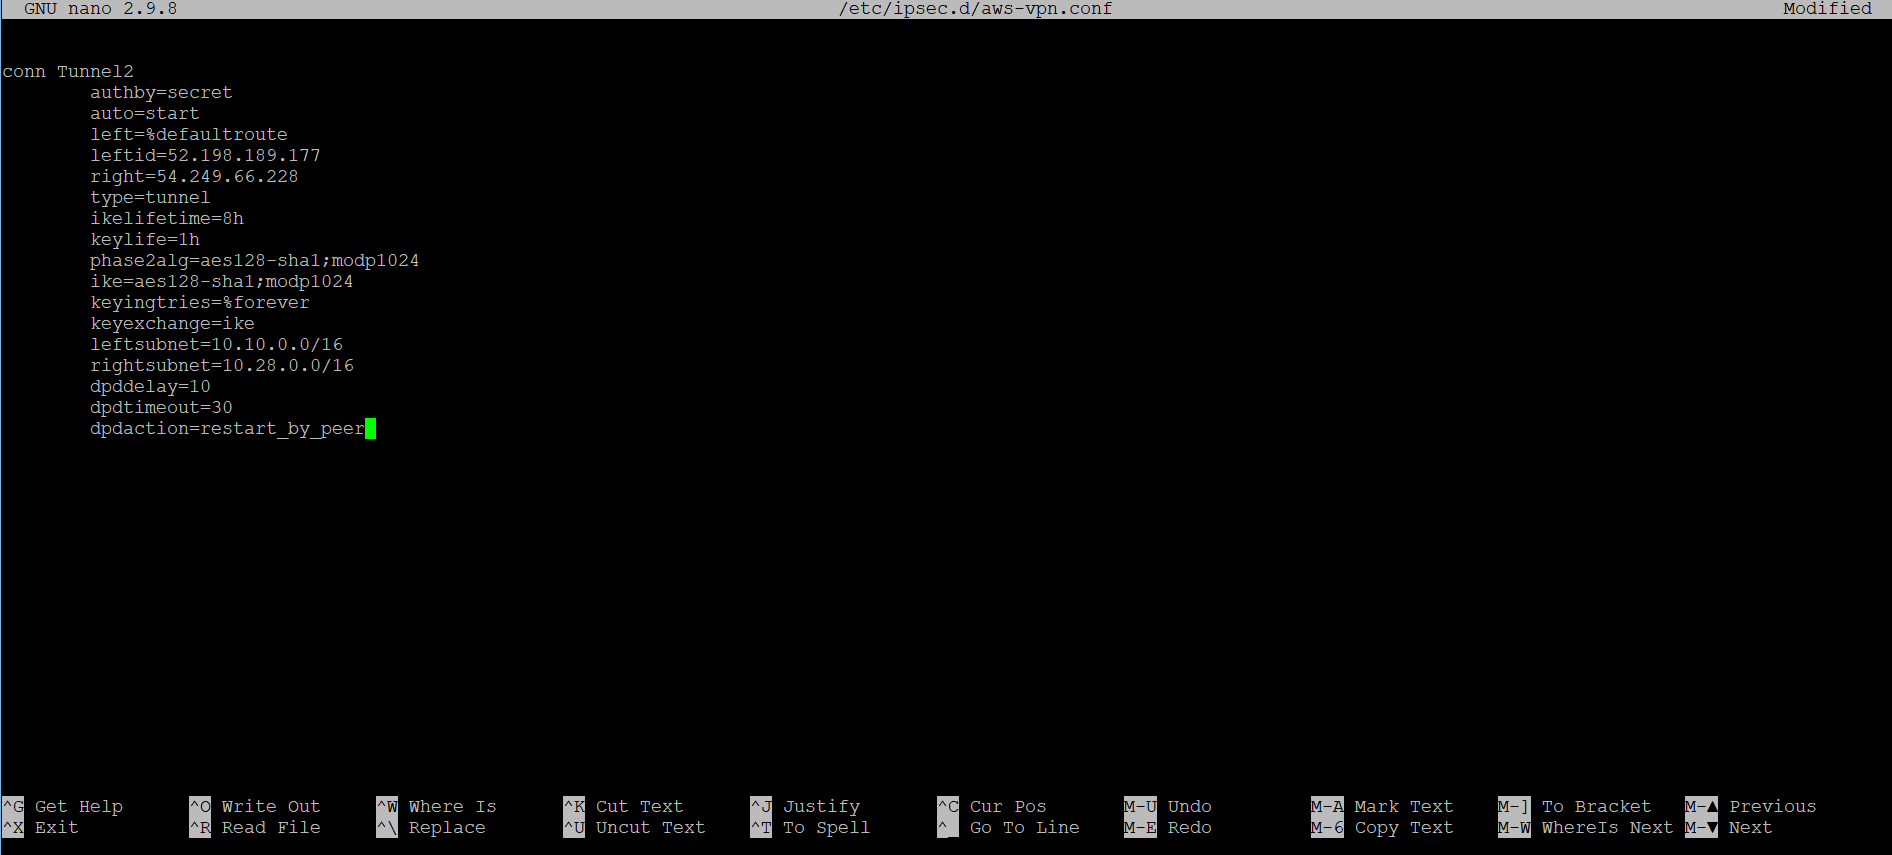 GNU nano 2.9.8 /etc/ipsec.d/aws-vpn.conf Modified
conn Tunnel2
authby=secret
auto=start
left=%defaultroute
leftid=52.198.189.177
right=54.249.66.228
type=tunnel
ikelifetime=8h
keylife=1h
phase2alg=aes128-sha1;modp1024
ike=aes128-sha1;modp1024
keyingtries=%forever
keyexchange=ike
leftsubnet=10.10.0.0/16
rightsubnet=10.28.0.0/16
dpddelay=10
dpdtimeout=30
dpdaction=restart_by_peer
^G Get Help ^O Write Out ^W Where Is ^K Cut Text ^J Justify ^C Cur Pos M-U Undo M-A Mark Text M-] To Bracket M-▲ Previous
^X Exit ^R Read File ^\ Replace ^U Uncut Text ^T To Spell ^_ Go To Line M-E Redo M-6 Copy Text M-W WhereIs Next M-▼ Next